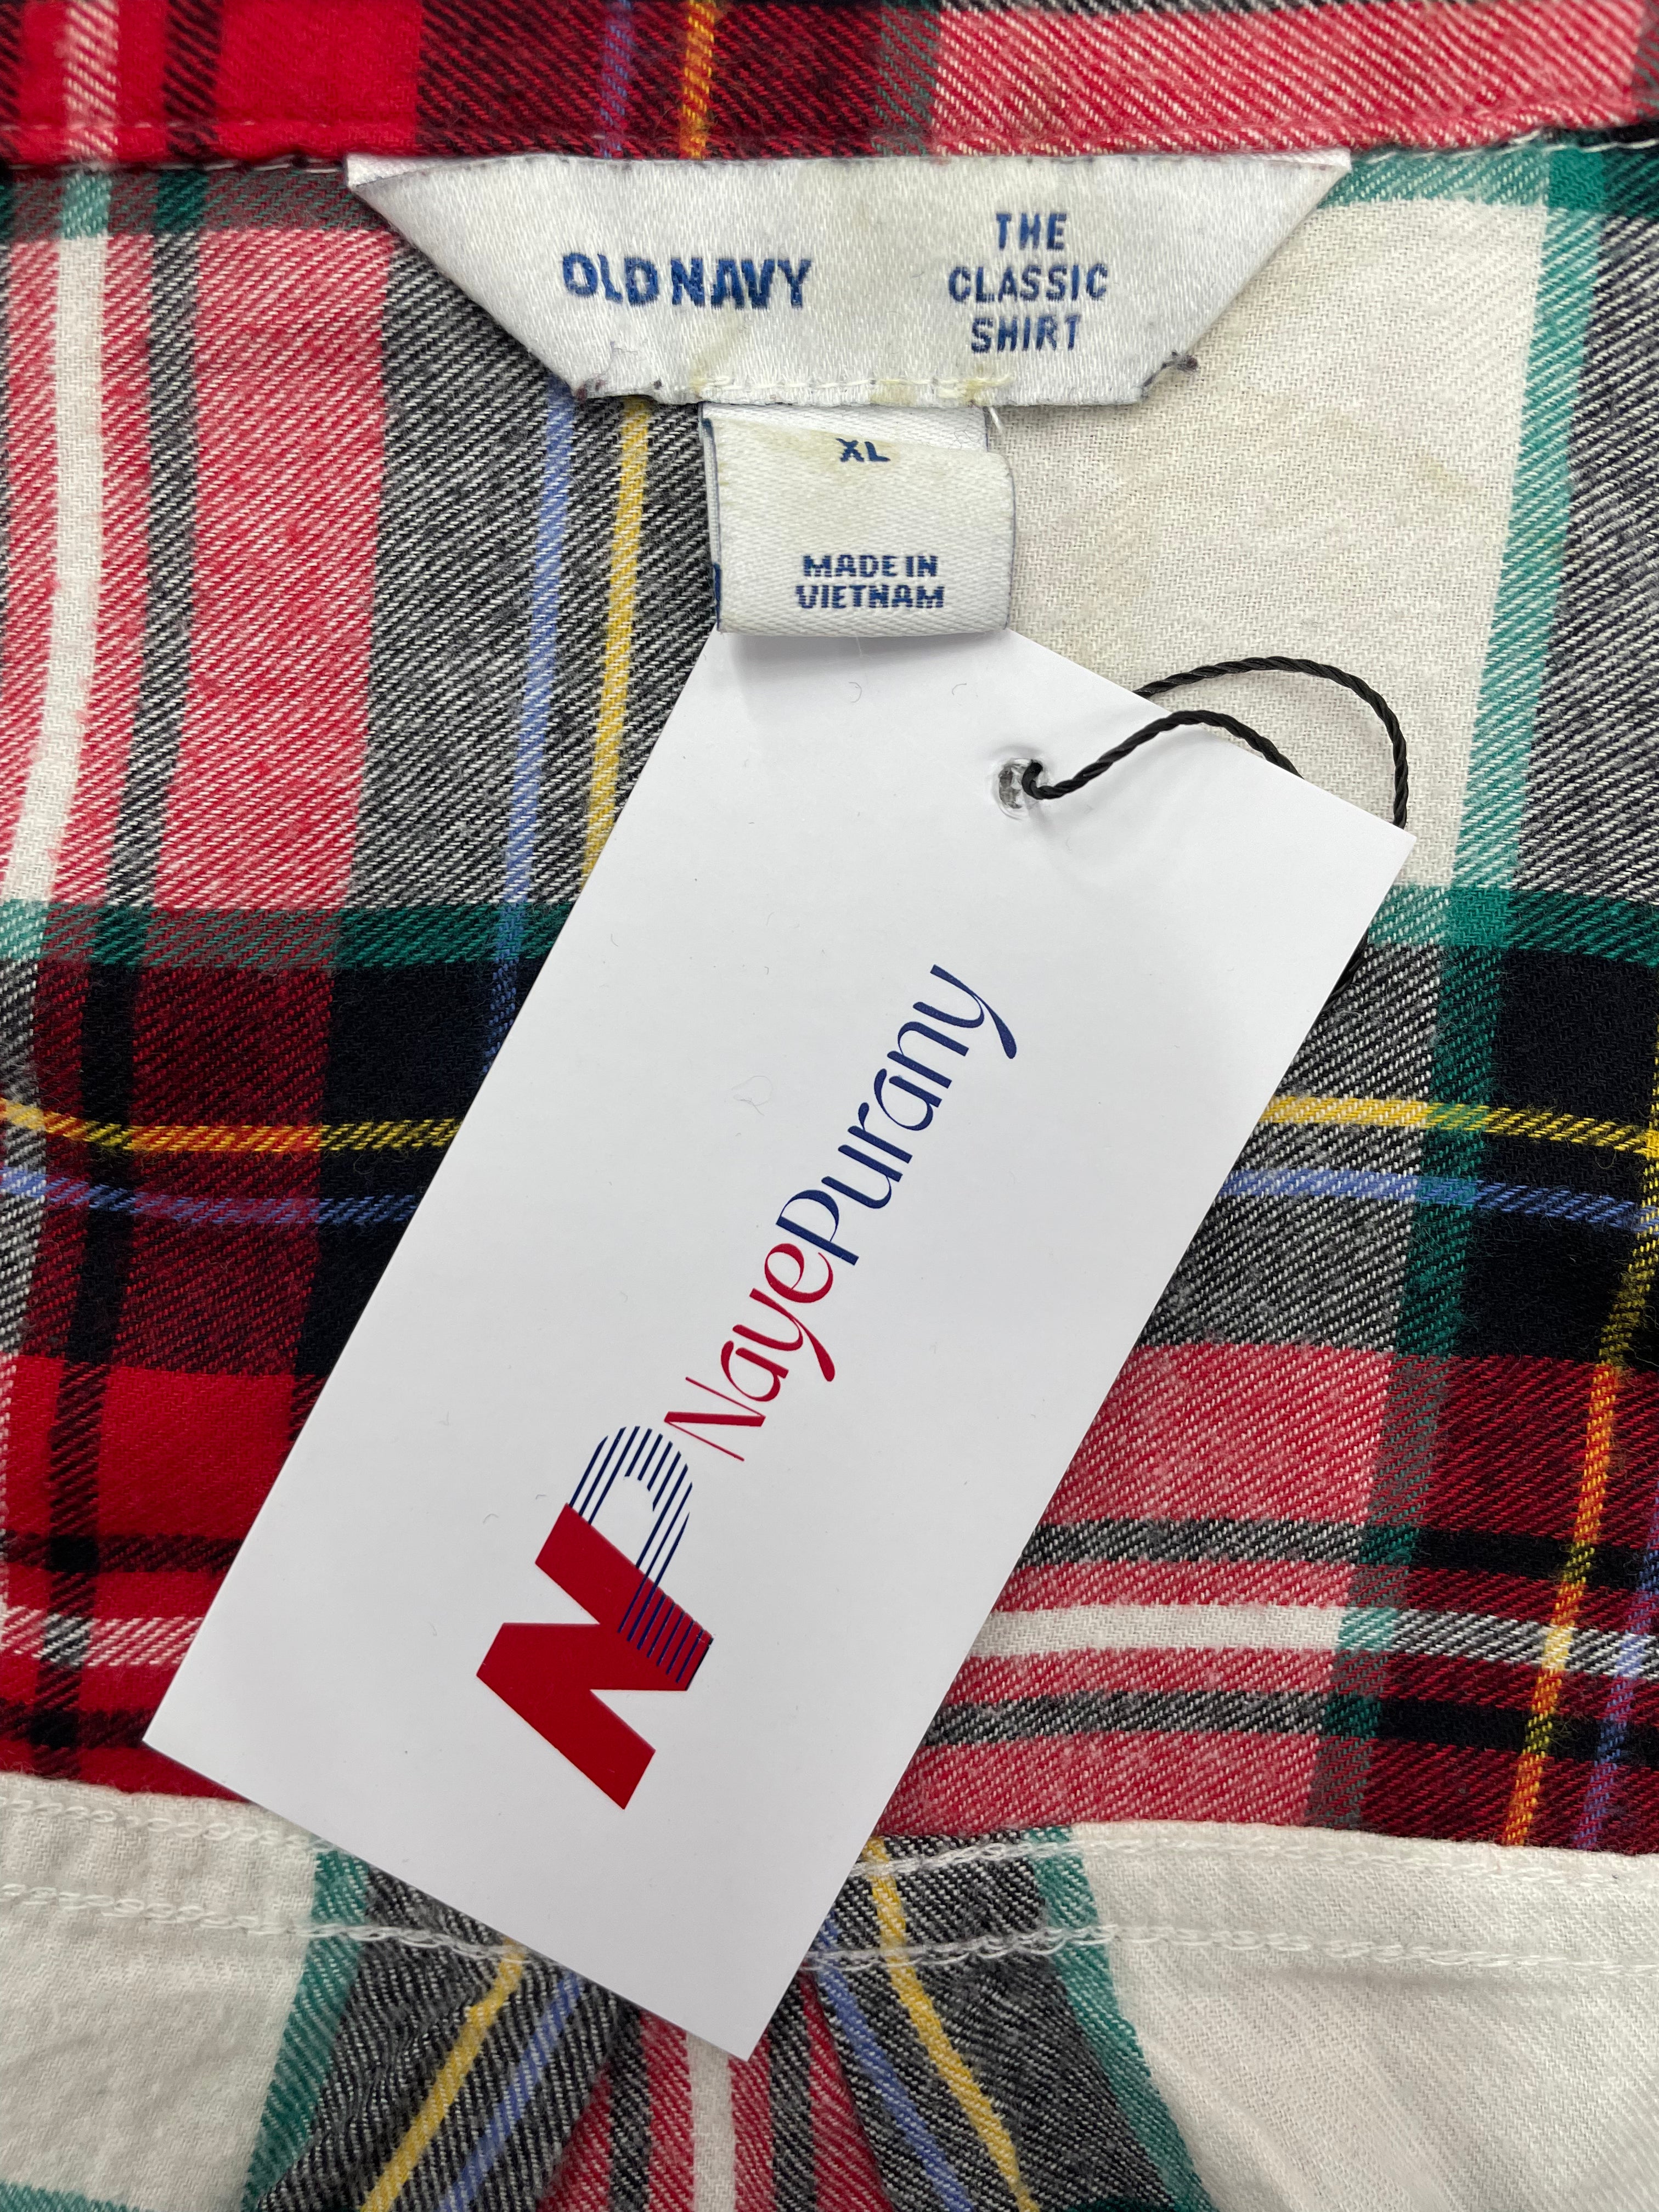 OLD NAVY
THE
CLASSIC
SHIRT
XL
MADE IN
VIETNAM
NayePurany
NP